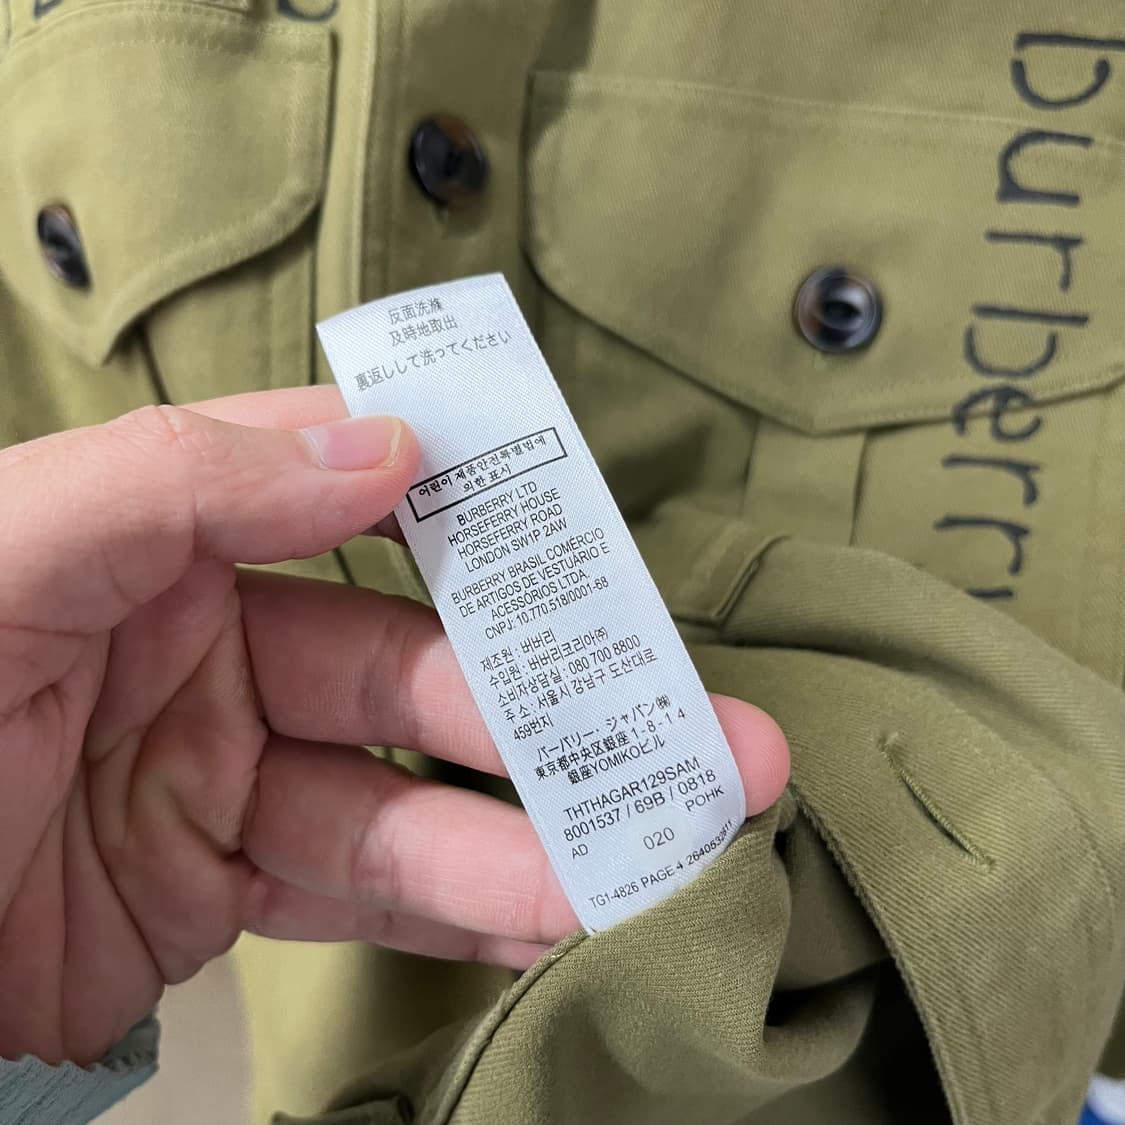 反面洗滌
及時地取出
裏返しして洗ってください
어린이제품안전특별법에
의한 표시
BURBERRY LTD
HORSEFERRY HOUSE
HORSEFERRY ROAD
LONDON SW1P 2AW
BURBERRY BRASIL COMÉRCIO
DE ARTIGOS DE VESTUÁRIO E
ACESSÓRIOS LTDA.
CNPJ: 10.770.518/0001-68
제조원 : 버버리
수입원 : 버버리코리아㈜
소비자상담실 : 080 700 8800
주소 : 서울시 강남구 도산대로
459번지
バーバリー・ジャパン㈱
東京都中央区銀座 1-8-1 4
銀座YOMIKOビル
THTHAGAR129SAM
8001537 / 69B / 0818
AD
POHK
020
TG1-4826 PAGE 4
burberry